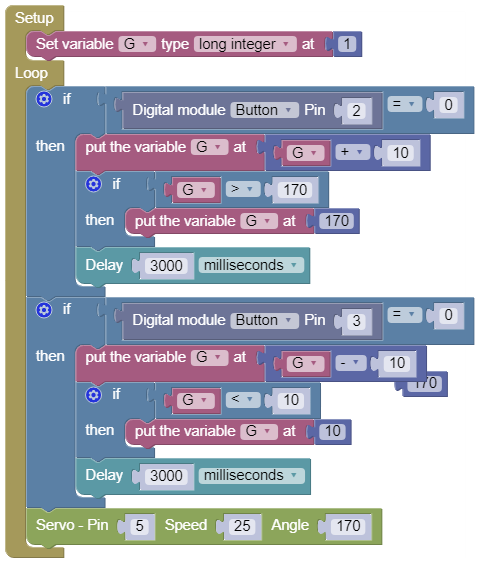 Setup
Set variable G type long integer at 1
Loop
if Digital module Button Pin 2 = 0
then put the variable G at G + 10
if G > 170
then put the variable G at 170
Delay 3000 milliseconds
if Digital module Button Pin 3 = 0
then put the variable G at G - 10
170
if G < 10
then put the variable G at 10
Delay 3000 milliseconds
Servo - Pin 5 Speed 25 Angle 170